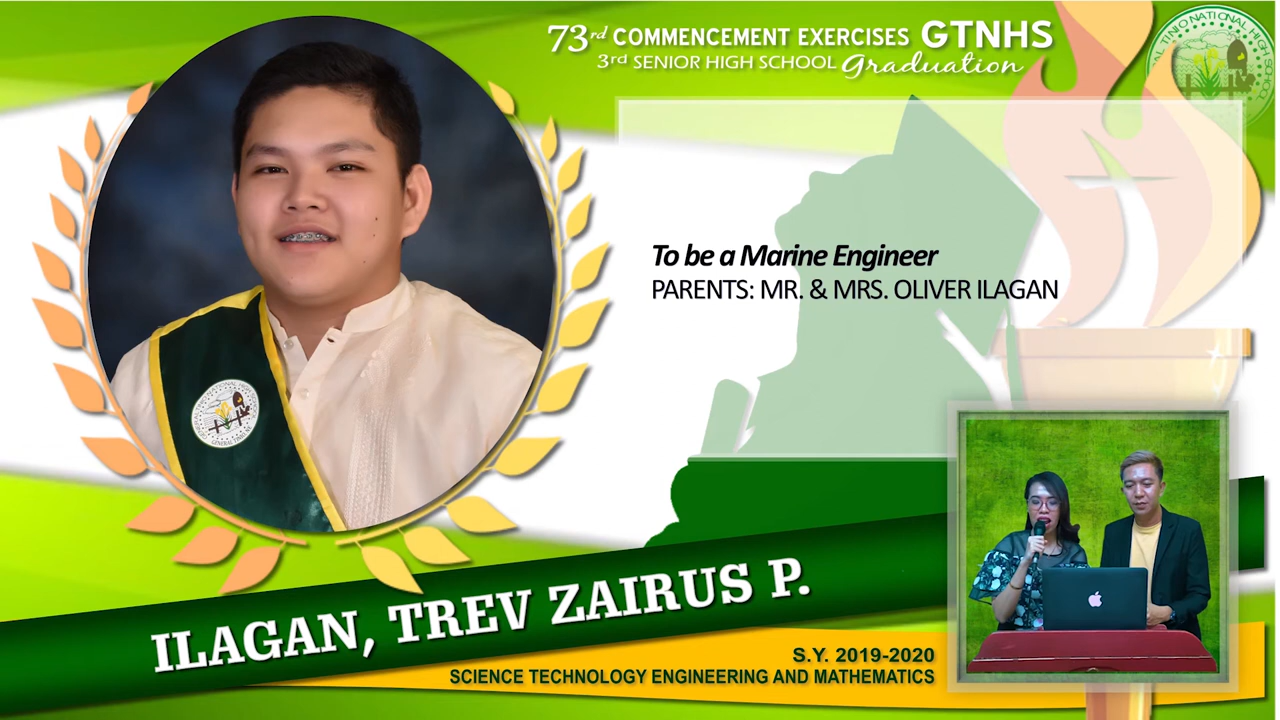 73rd COMMENCEMENT EXERCISES GTNHS
3rd SENIOR HIGH SCHOOL Graduation
To be a Marine Engineer
PARENTS: MR. & MRS. OLIVER ILAGAN
ILAGAN, TREV ZAIRUS P.
S.Y. 2019-2020
SCIENCE TECHNOLOGY ENGINEERING AND MATHEMATICS